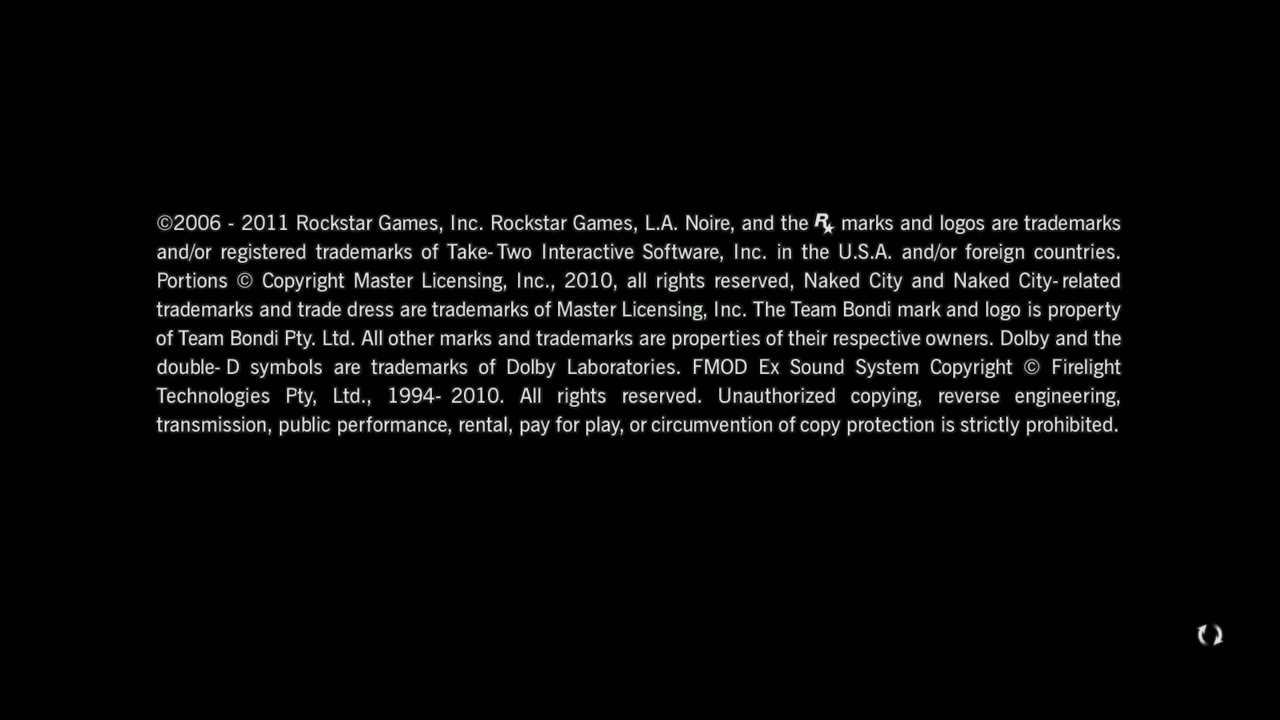 ©2006 - 2011 Rockstar Games, Inc. Rockstar Games, L.A. Noire, and the R★ marks and logos are trademarks
and/or registered trademarks of Take-Two Interactive Software, Inc. in the U.S.A. and/or foreign countries.
Portions © Copyright Master Licensing, Inc., 2010, all rights reserved, Naked City and Naked City-related
trademarks and trade dress are trademarks of Master Licensing, Inc. The Team Bondi mark and logo is property
of Team Bondi Pty. Ltd. All other marks and trademarks are properties of their respective owners. Dolby and the
double-D symbols are trademarks of Dolby Laboratories. FMOD Ex Sound System Copyright © Firelight
Technologies Pty, Ltd., 1994- 2010. All rights reserved. Unauthorized copying, reverse engineering,
transmission, public performance, rental, pay for play, or circumvention of copy protection is strictly prohibited.